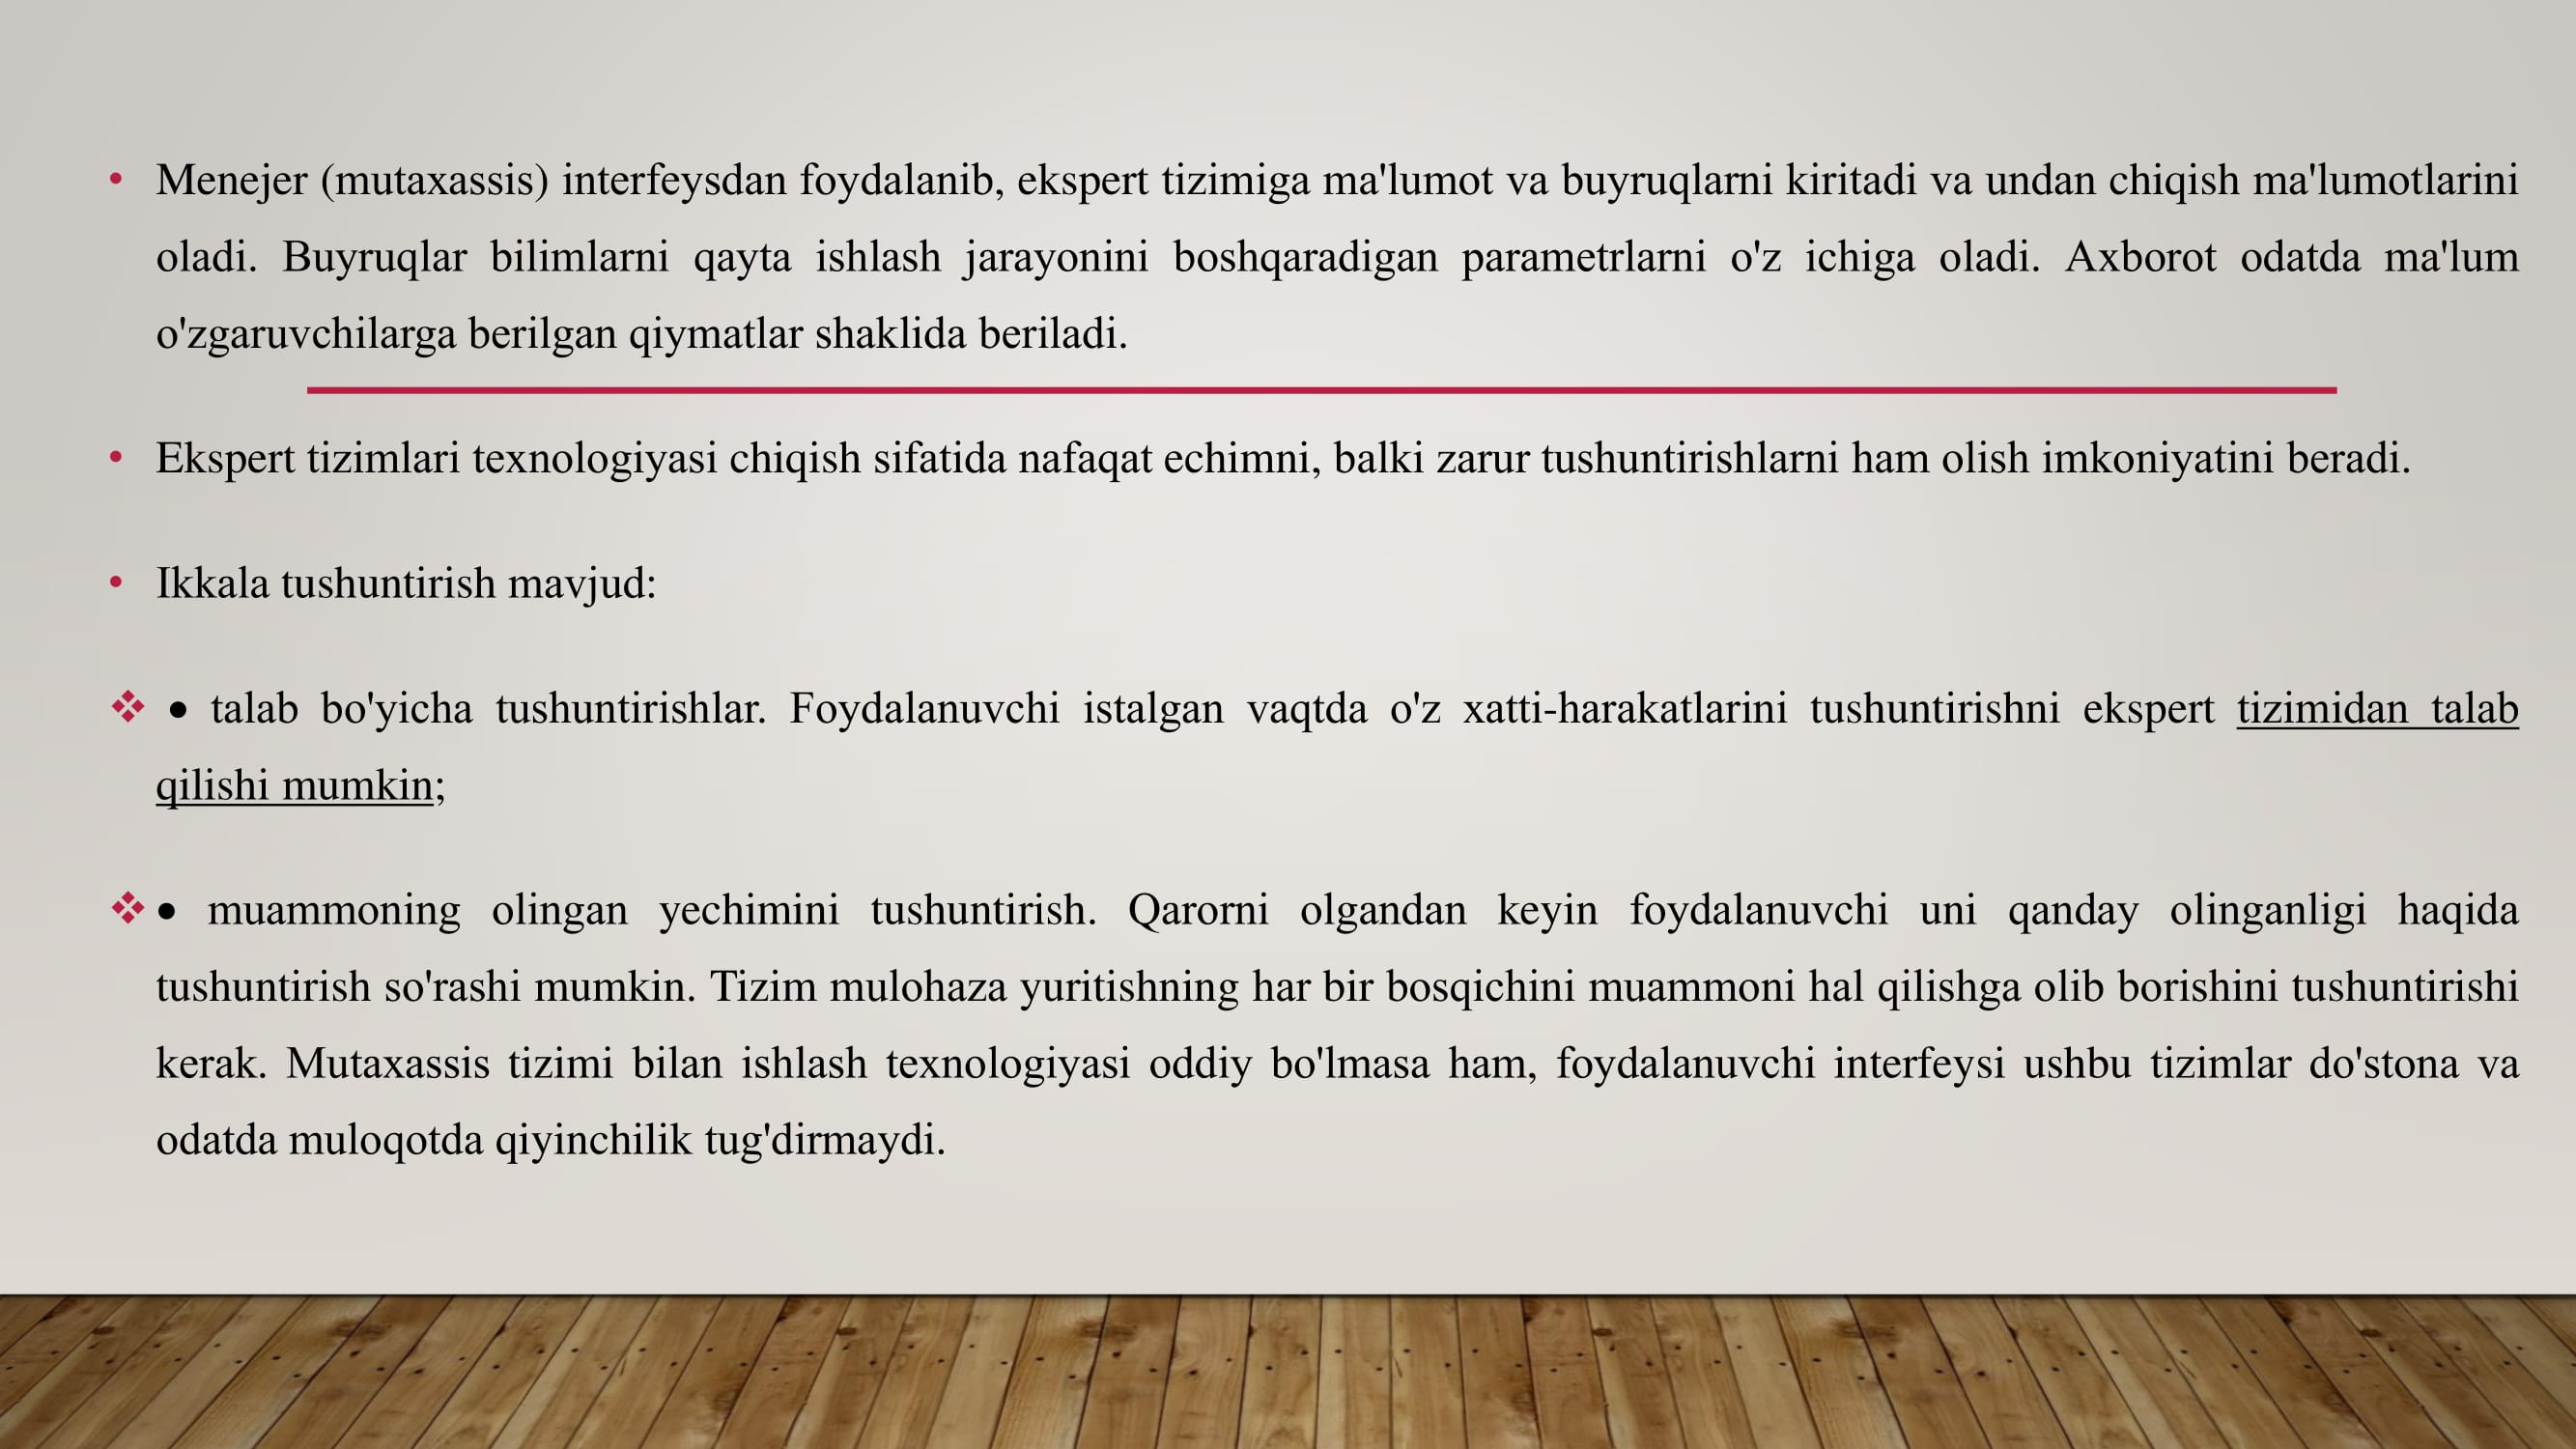 • Menejer (mutaxassis) interfeysdan foydalanib, ekspert tizimiga ma'lumot va buyruqlarni kiritadi va undan chiqish ma'lumotlarini
oladi. Buyruqlar bilimlarni qayta ishlash jarayonini boshqaradigan parametrlarni o'z ichiga oladi. Axborot odatda ma'lum
o'zgaruvchilarga berilgan qiymatlar shaklida beriladi.
• Ekspert tizimlari texnologiyasi chiqish sifatida nafaqat echimni, balki zarur tushuntirishlarni ham olish imkoniyatini beradi.
• Ikkala tushuntirish mavjud:
❖ • talab bo'yicha tushuntirishlar. Foydalanuvchi istalgan vaqtda o'z xatti-harakatlarini tushuntirishni ekspert tizimidan talab
qilishi mumkin;
❖ • muammoning olingan yechimini tushuntirish. Qarorni olgandan keyin foydalanuvchi uni qanday olinganligi haqida
tushuntirish so'rashi mumkin. Tizim mulohaza yuritishning har bir bosqichini muammoni hal qilishga olib borishini tushuntirishi
kerak. Mutaxassis tizimi bilan ishlash texnologiyasi oddiy bo'lmasa ham, foydalanuvchi interfeysi ushbu tizimlar do'stona va
odatda muloqotda qiyinchilik tug'dirmaydi.